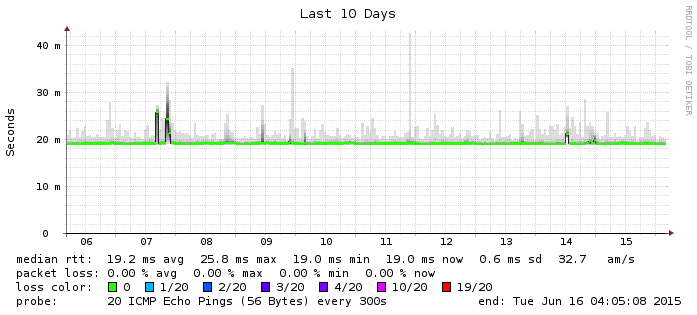 Last 10 Days
RRDTOOL / TOBI OETIKER
Seconds
40 m
30 m
20 m
10 m
0
06 07 08 09 10 11 12 13 14 15
median rtt: 19.2 ms avg 25.8 ms max 19.0 ms min 19.0 ms now 0.6 ms sd 32.7 am/s
packet loss: 0.00 % avg 0.00 % max 0.00 % min 0.00 % now
loss color: 0 1/20 2/20 3/20 4/20 10/20 19/20
probe: 20 ICMP Echo Pings (56 Bytes) every 300s end: Tue Jun 16 04:05:08 2015